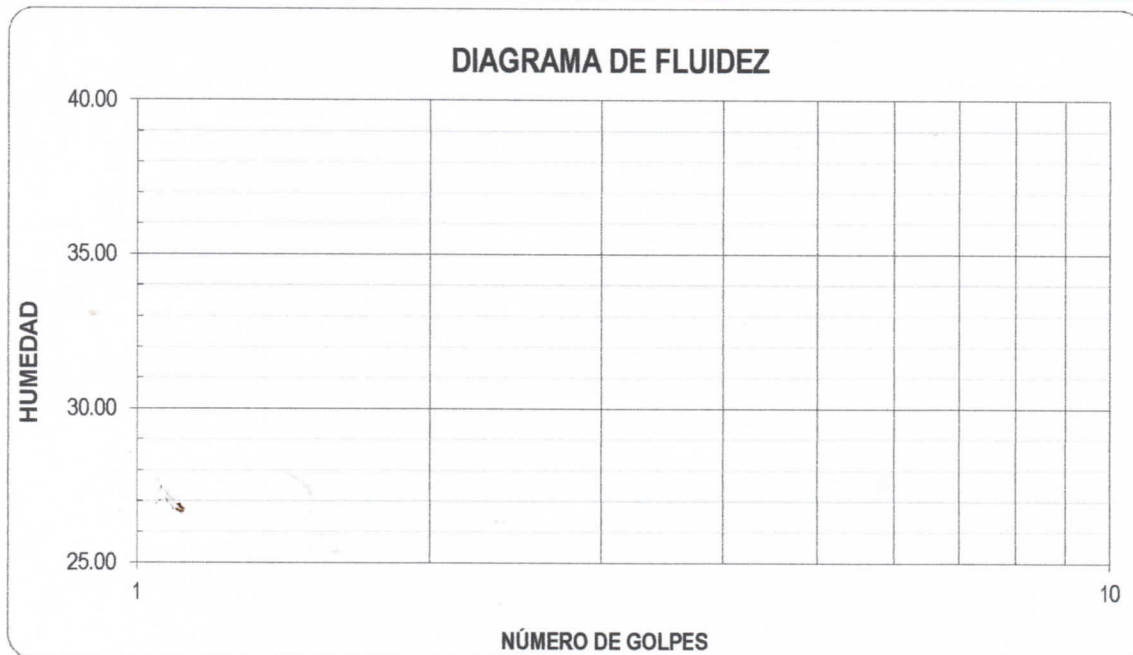 DIAGRAMA DE FLUIDEZ
40.00
35.00
30.00
25.00
HUMEDAD
1
10
NÚMERO DE GOLPES